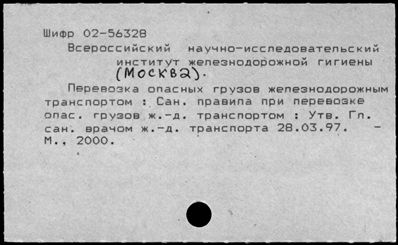 Шифр 02-56328
Всероссийский научно-исследовательский
институт железнодорожной гигиены
(Москва).
Перевозка опасных грузов железнодорожным
транспортом : Сан. правила при перевозке
опас. грузов ж.-д. транспортом : Утв. Гл.
сан. врачом ж.-д. транспорта 28.03.97. –
М., 2000.